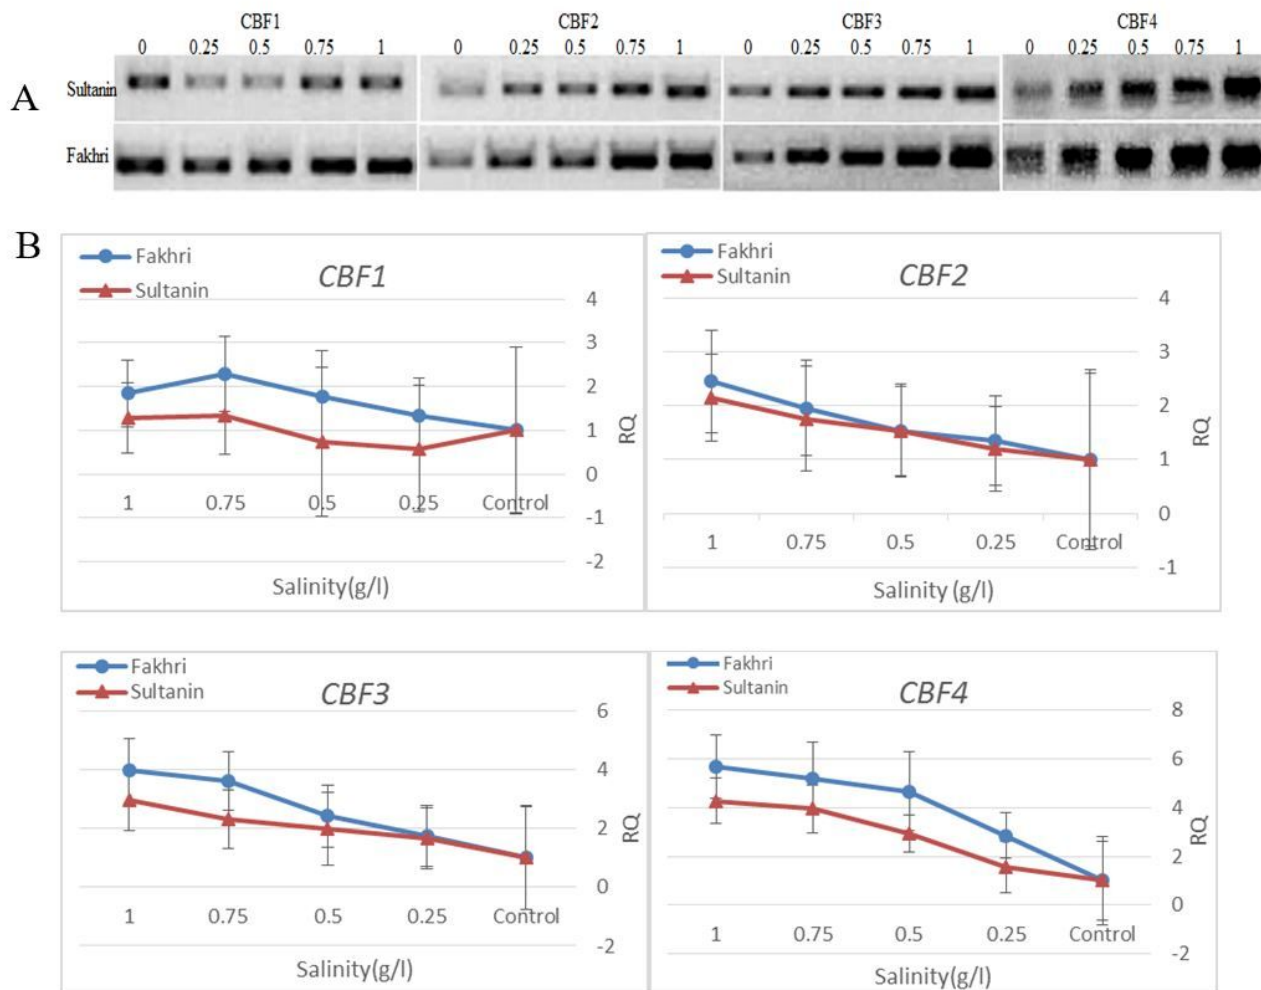 CBF1 CBF2 CBF3 CBF4
0 0.25 0.5 0.75 1 0 0.25 0.5 0.75 1 0 0.25 0.5 0.75 1 0 0.25 0.5 0.75 1
A
Sultanin
Fakhri
B
Fakhri
Sultanin
CBF1
4
3
2
1
0
-1
-2
RQ
1 0.75 0.5 0.25 Control
Salinity(g/l)
Fakhri
Sultanin
CBF2
4
3
2
1
0
-1
RQ
1 0.75 0.5 0.25 Control
Salinity (g/l)
Fakhri
Sultanin
CBF3
6
4
2
0
-2
RQ
1 0.75 0.5 0.25 Control
Salinity(g/l)
Fakhri
Sultanin
CBF4
8
6
4
2
0
-2
RQ
1 0.75 0.5 0.25 Control
Salinity(g/l)